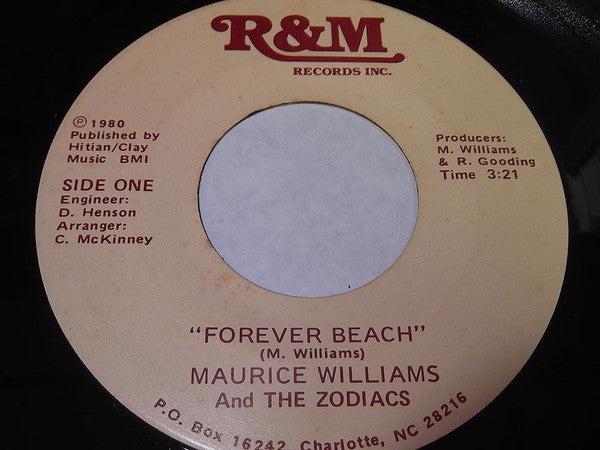 R&M
RECORDS INC.
℗ 1980
Published by
Hitian/Clay
Music BMI
SIDE ONE
Engineer:
D. Henson
Arranger:
C. McKinney
Producers:
M. Williams
& R. Gooding
Time 3:21
"FOREVER BEACH"
(M. Williams)
MAURICE WILLIAMS
And THE ZODIACS
P.O. Box 16242, Charlotte, NC 28216